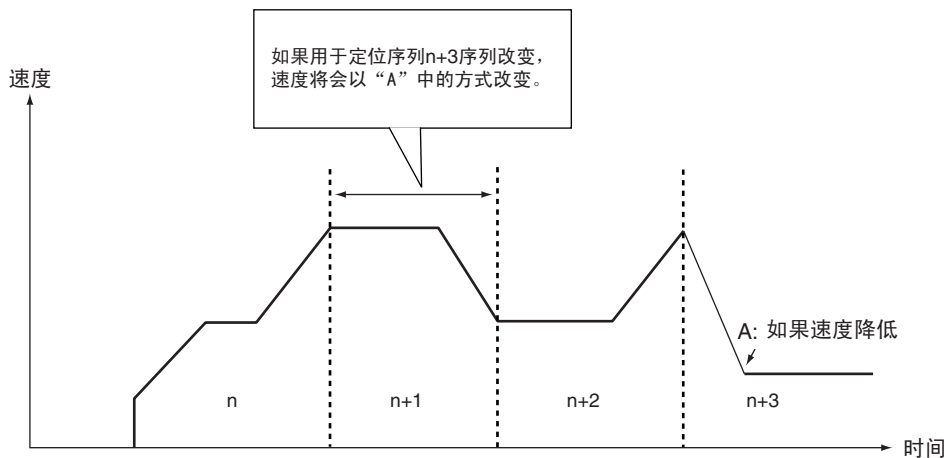 如果用于定位序列n+3序列改变,
速度将会以“A”中的方式改变。
速度
A: 如果速度降低
n
n+1
n+2
n+3
时间